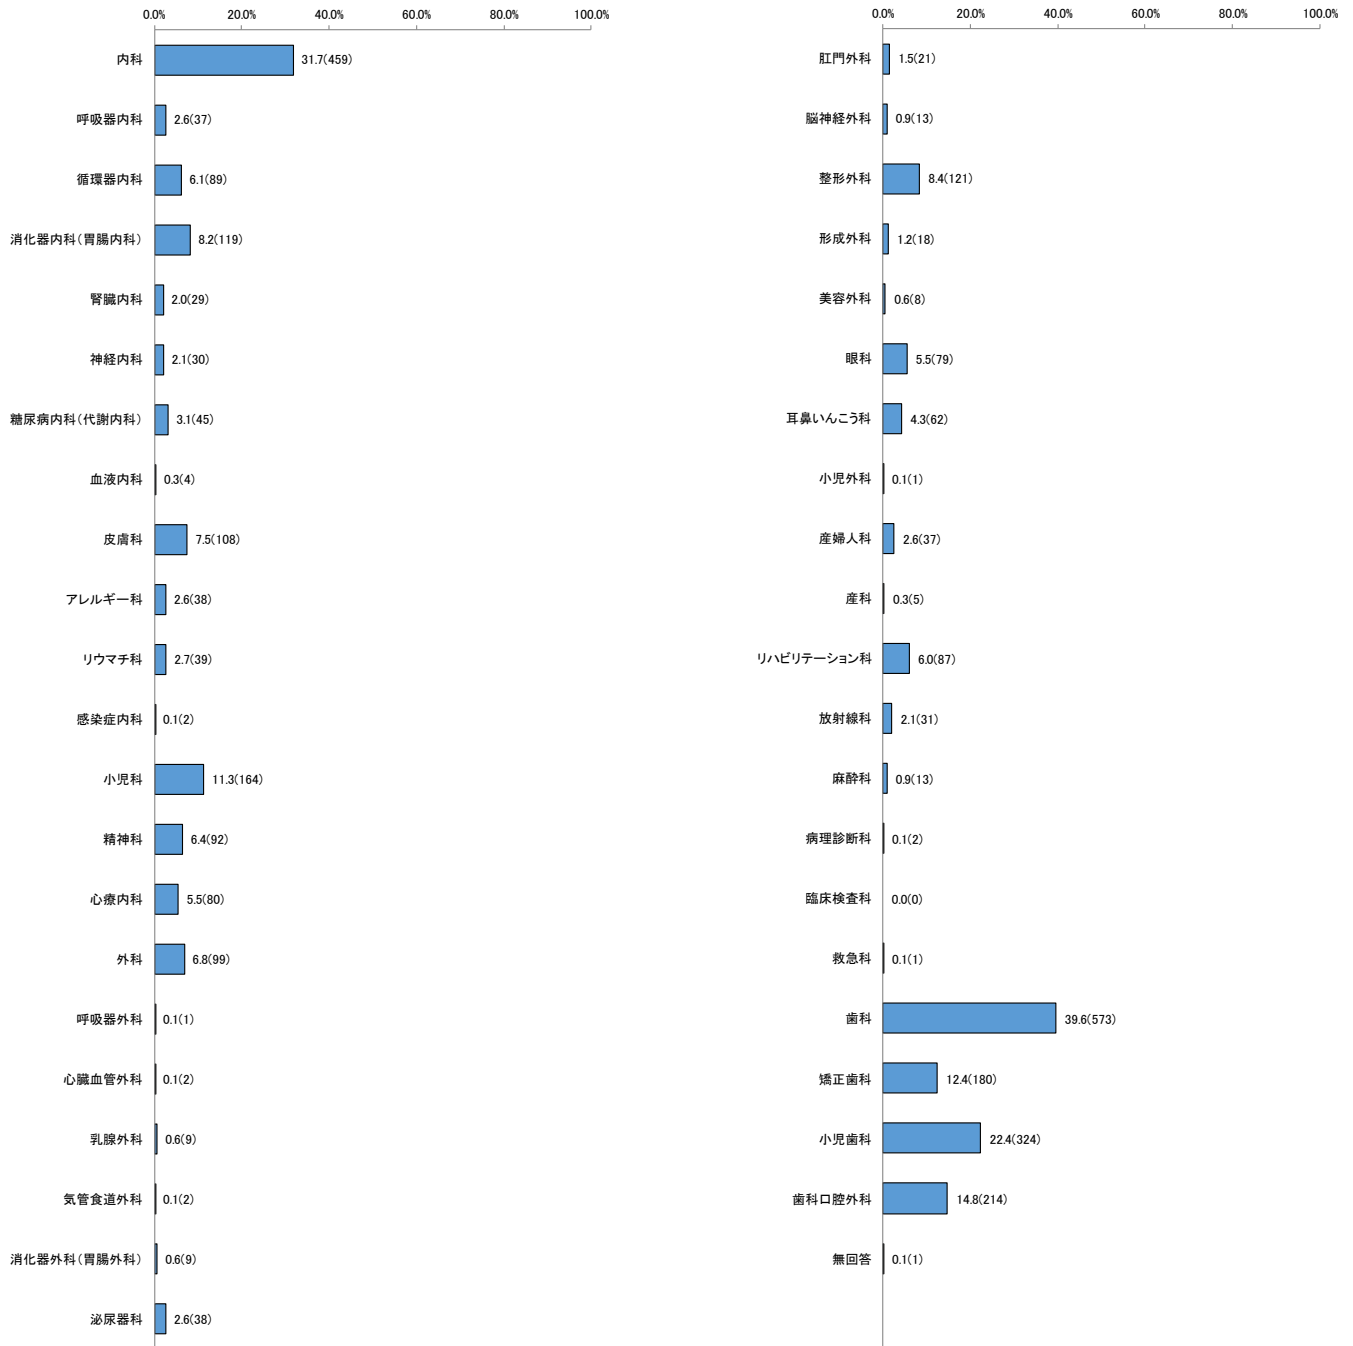 0.0% 20.0% 40.0% 60.0% 80.0% 100.0%
内科 31.7(459)
呼吸器内科 2.6(37)
循環器内科 6.1(89)
消化器内科(胃腸内科) 8.2(119)
腎臓内科 2.0(29)
神経内科 2.1(30)
糖尿病内科(代謝内科) 3.1(45)
血液内科 0.3(4)
皮膚科 7.5(108)
アレルギー科 2.6(38)
リウマチ科 2.7(39)
感染症内科 0.1(2)
小児科 11.3(164)
精神科 6.4(92)
心療内科 5.5(80)
外科 6.8(99)
呼吸器外科 0.1(1)
心臓血管外科 0.1(2)
乳腺外科 0.6(9)
気管食道外科 0.1(2)
消化器外科(胃腸外科) 0.6(9)
泌尿器科 2.6(38)
0.0% 20.0% 40.0% 60.0% 80.0% 100.0%
肛門外科 1.5(21)
脳神経外科 0.9(13)
整形外科 8.4(121)
形成外科 1.2(18)
美容外科 0.6(8)
眼科 5.5(79)
耳鼻いんこう科 4.3(62)
小児外科 0.1(1)
産婦人科 2.6(37)
産科 0.3(5)
リハビリテーション科 6.0(87)
放射線科 2.1(31)
麻酔科 0.9(13)
病理診断科 0.1(2)
臨床検査科 0.0(0)
救急科 0.1(1)
歯科 39.6(573)
矯正歯科 12.4(180)
小児歯科 22.4(324)
歯科口腔外科 14.8(214)
無回答 0.1(1)